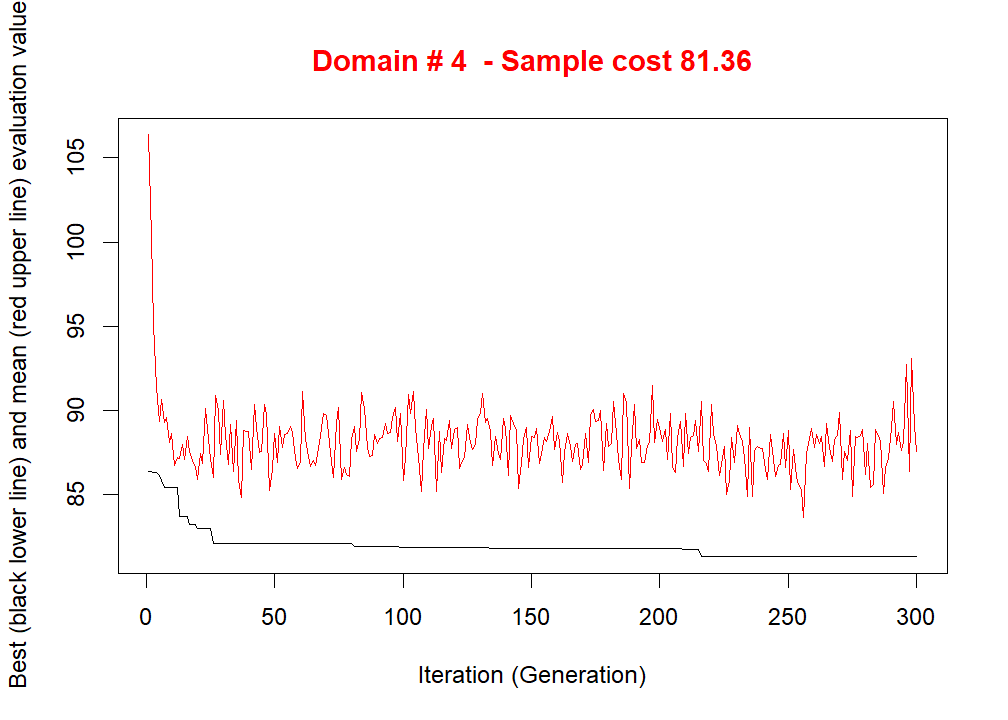 Domain # 4  - Sample cost 81.36
Best (black lower line) and mean (red upper line) evaluation value
105
100
95
90
85
0 50 100 150 200 250 300
Iteration (Generation)